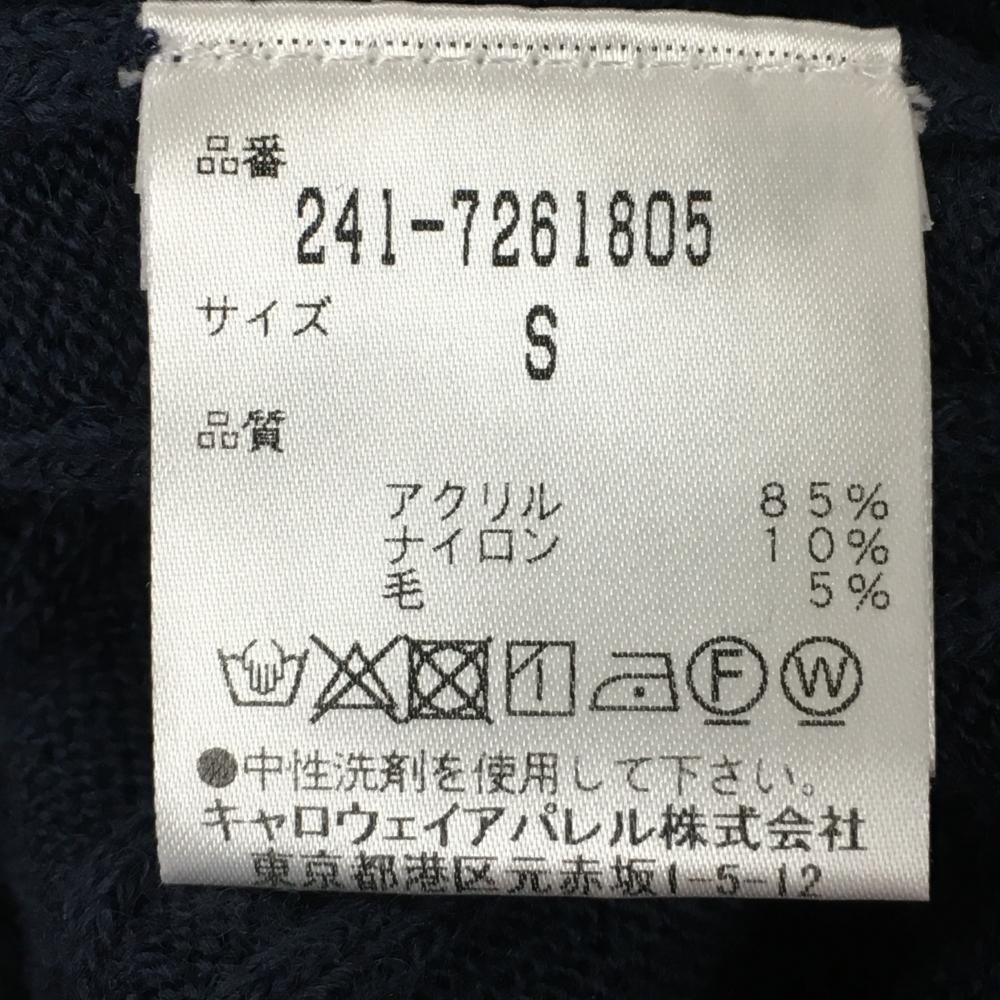 品番
241-7261805
サイズ S
品質
アクリル 85%
ナイロン 10%
毛 5%
F W
●中性洗剤を使用して下さい。
キャロウェイアパレル株式会社
東京都港区元赤坂1-5-12